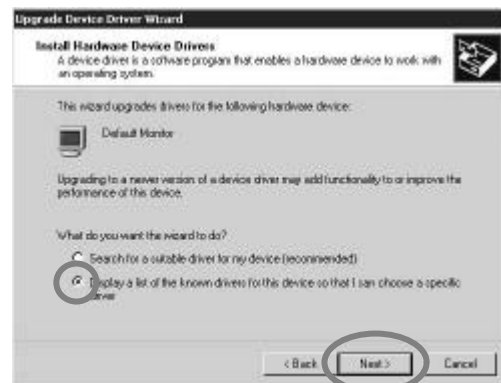 Upgrade Device Driver Wizard
Install Hardware Device Drivers
A device driver is a software program that enables a hardware device to work with
an operating system.
This wizard upgrades drivers for the following hardware device:
Default Monitor
Upgrading to a newer version of a device driver may add functionality to or improve the
performance of this device.
What do you want the wizard to do?
Search for a suitable driver for my device (recommended)
Display a list of the known drivers for this device so that I can choose a specific
driver
< Back
Next >
Cancel